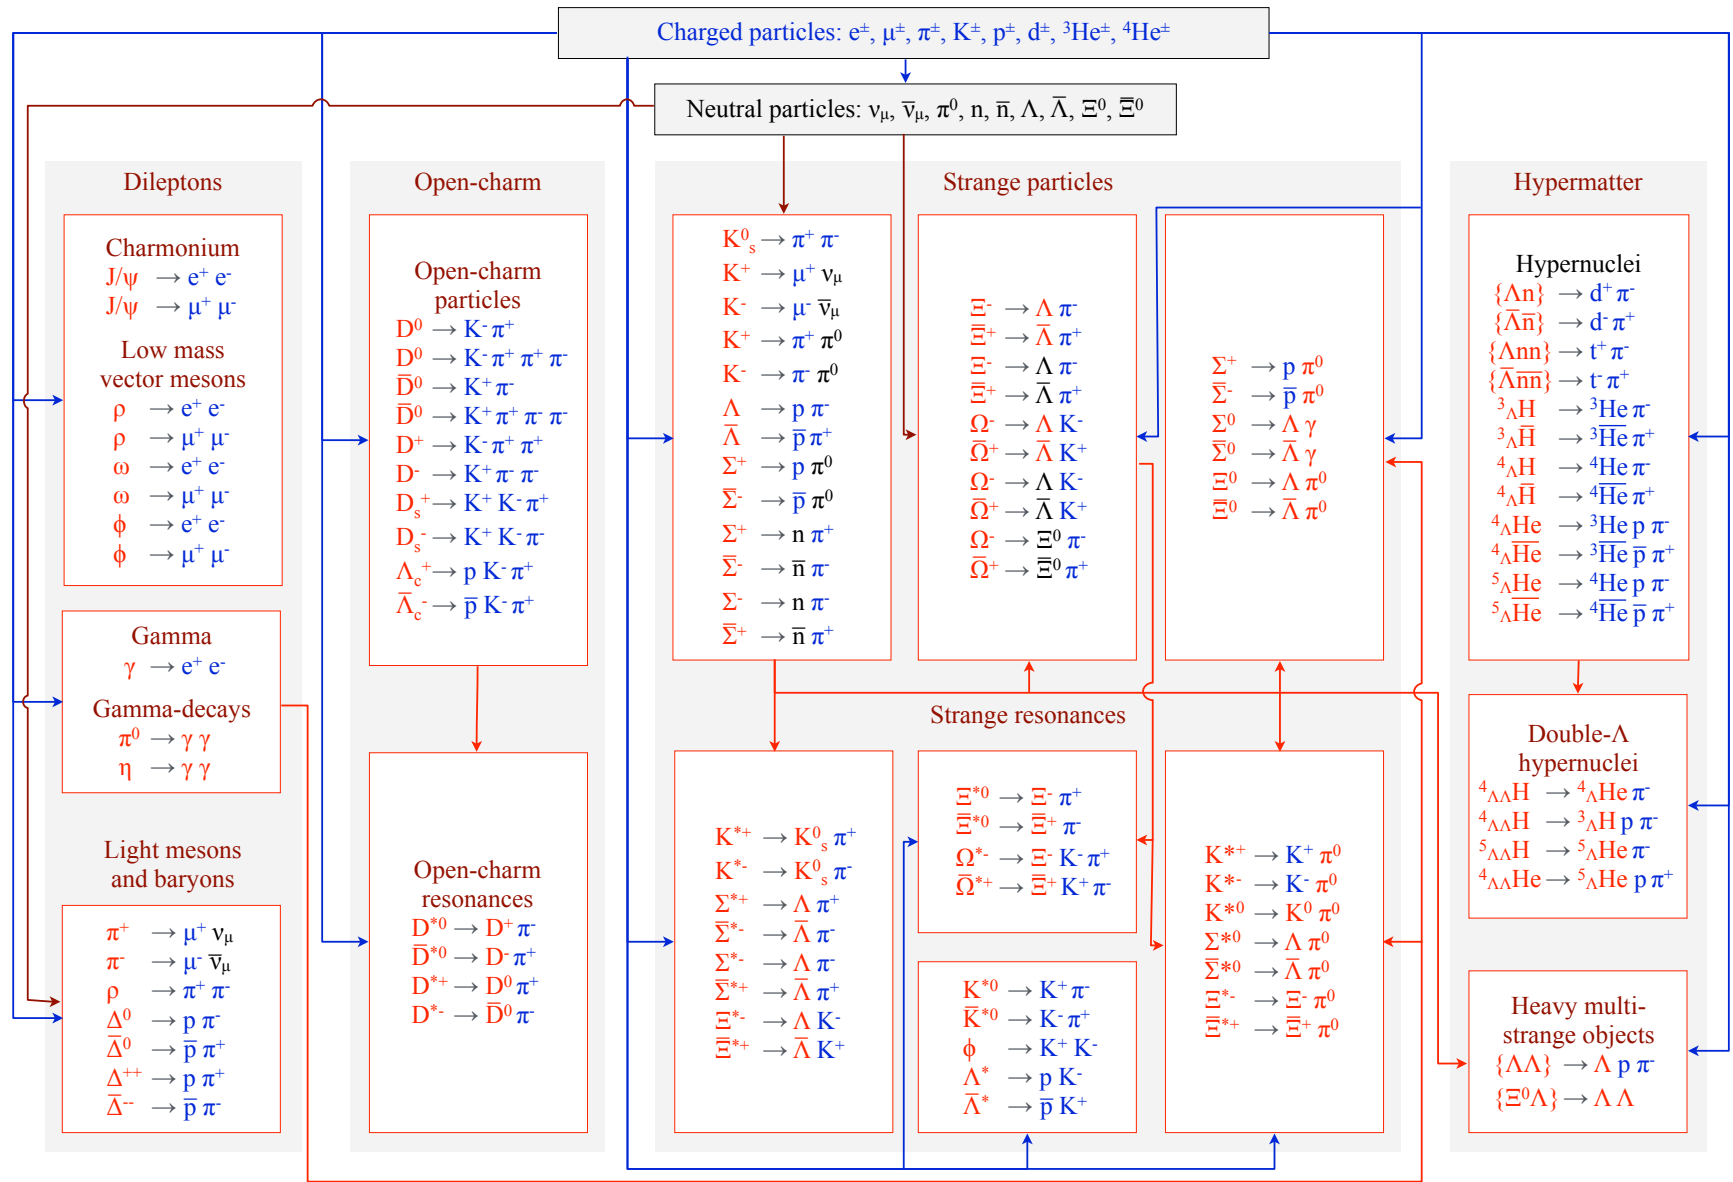 Charged particles: e±, μ±, π±, K±, p±, d±, ³He±, ⁴He±
Neutral particles: νμ, ν̅μ, π⁰, n, n̅, Λ, Λ̅, Ξ⁰, Ξ̅⁰
Dileptons
Charmonium
J/ψ → e⁺ e⁻
J/ψ → μ⁺ μ⁻
Low mass
vector mesons
ρ → e⁺ e⁻
ρ → μ⁺ μ⁻
ω → e⁺ e⁻
ω → μ⁺ μ⁻
ϕ → e⁺ e⁻
ϕ → μ⁺ μ⁻
Gamma
γ → e⁺ e⁻
Gamma-decays
π⁰ → γ γ
η → γ γ
Light mesons
and baryons
π⁺ → μ⁺ νμ
π⁻ → μ⁻ ν̅μ
ρ → π⁺ π⁻
Δ⁰ → p π⁻
Δ̅⁰ → p̅ π⁺
Δ⁺⁺ → p π⁺
Δ̅⁻⁻ → p̅ π⁻
Open-charm
Open-charm
particles
D⁰ → K⁻ π⁺
D⁰ → K⁻ π⁺ π⁺ π⁻
D̅⁰ → K⁺ π⁻
D̅⁰ → K⁺ π⁺ π⁻ π⁻
D⁺ → K⁻ π⁺ π⁺
D⁻ → K⁺ π⁻ π⁻
Ds⁺ → K⁺ K⁻ π⁺
Ds⁻ → K⁺ K⁻ π⁻
Λc⁺ → p K⁻ π⁺
Λ̅c⁻ → p̅ K⁻ π⁺
Open-charm
resonances
D*⁰ → D⁺ π⁻
D̅*⁰ → D⁻ π⁺
D*⁺ → D⁰ π⁺
D*⁻ → D̅⁰ π⁻
Strange particles
K⁰s → π⁺ π⁻
K⁺ → μ⁺ νμ
K⁻ → μ⁻ ν̅μ
K⁺ → π⁺ π⁰
K⁻ → π⁻ π⁰
Λ → p π⁻
Λ̅ → p̅ π⁺
Σ⁺ → p π⁰
Σ̅⁻ → p̅ π⁰
Σ⁺ → n π⁺
Σ̅⁻ → n̅ π⁻
Σ⁻ → n π⁻
Σ̅⁺ → n̅ π⁺
Ξ⁻ → Λ π⁻
Ξ̅⁺ → Λ̅ π⁺
Ξ⁻ → Λ π⁻
Ξ̅⁺ → Λ̅ π⁺
Ω⁻ → Λ K⁻
Ω̅⁺ → Λ̅ K⁺
Ω⁻ → Λ K⁻
Ω̅⁺ → Λ̅ K⁺
Ω⁻ → Ξ⁰ π⁻
Ω̅⁺ → Ξ̅⁰ π⁺
Σ⁺ → p π⁰
Σ̅⁻ → p̅ π⁰
Σ⁰ → Λ γ
Σ̅⁰ → Λ̅ γ
Ξ⁰ → Λ π⁰
Ξ̅⁰ → Λ̅ π⁰
Strange resonances
K*⁺ → K⁰s π⁺
K*⁻ → K⁰s π⁻
Σ*⁺ → Λ π⁺
Σ̅*⁻ → Λ̅ π⁻
Σ*⁻ → Λ π⁻
Σ̅*⁺ → Λ̅ π⁺
Ξ*⁻ → Λ K⁻
Ξ̅*⁺ → Λ̅ K⁺
Ξ*⁰ → Ξ⁻ π⁺
Ξ̅*⁰ → Ξ̅⁺ π⁻
Ω*⁻ → Ξ⁻ K⁻ π⁺
Ω̅*⁺ → Ξ̅⁺ K⁺ π⁻
K*⁰ → K⁺ π⁻
K̅*⁰ → K⁻ π⁺
ϕ → K⁺ K⁻
Λ* → p K⁻
Λ̅* → p̅ K⁺
K*⁺ → K⁺ π⁰
K*⁻ → K⁻ π⁰
K*⁰ → K⁰ π⁰
Σ*⁰ → Λ π⁰
Σ̅*⁰ → Λ̅ π⁰
Ξ*⁻ → Ξ⁻ π⁰
Ξ̅*⁺ → Ξ̅⁺ π⁰
Hypermatter
Hypernuclei
{Λn} → d⁺ π⁻
{Λ̅n̅} → d⁻ π⁺
{Λnn} → t⁺ π⁻
{Λ̅n̅n̅} → t⁻ π⁺
³ΛH → ³He π⁻
³ΛH̅ → ³H̅e̅ π⁺
⁴ΛH → ⁴He π⁻
⁴ΛH̅ → ⁴H̅e̅ π⁺
⁴ΛHe → ³He p π⁻
⁴ΛH̅e̅ → ³H̅e̅ p̅ π⁺
⁵ΛHe → ⁴He p π⁻
⁵ΛH̅e̅ → ⁴H̅e̅ p̅ π⁺
Double-Λ
hypernuclei
⁴ΛΛH → ⁴ΛHe π⁻
⁴ΛΛH → ³ΛH p π⁻
⁵ΛΛH → ⁵ΛHe π⁻
⁴ΛΛHe → ⁵ΛHe p π⁺
Heavy multi-
strange objects
{ΛΛ} → Λ p π⁻
{Ξ⁰Λ} → Λ Λ